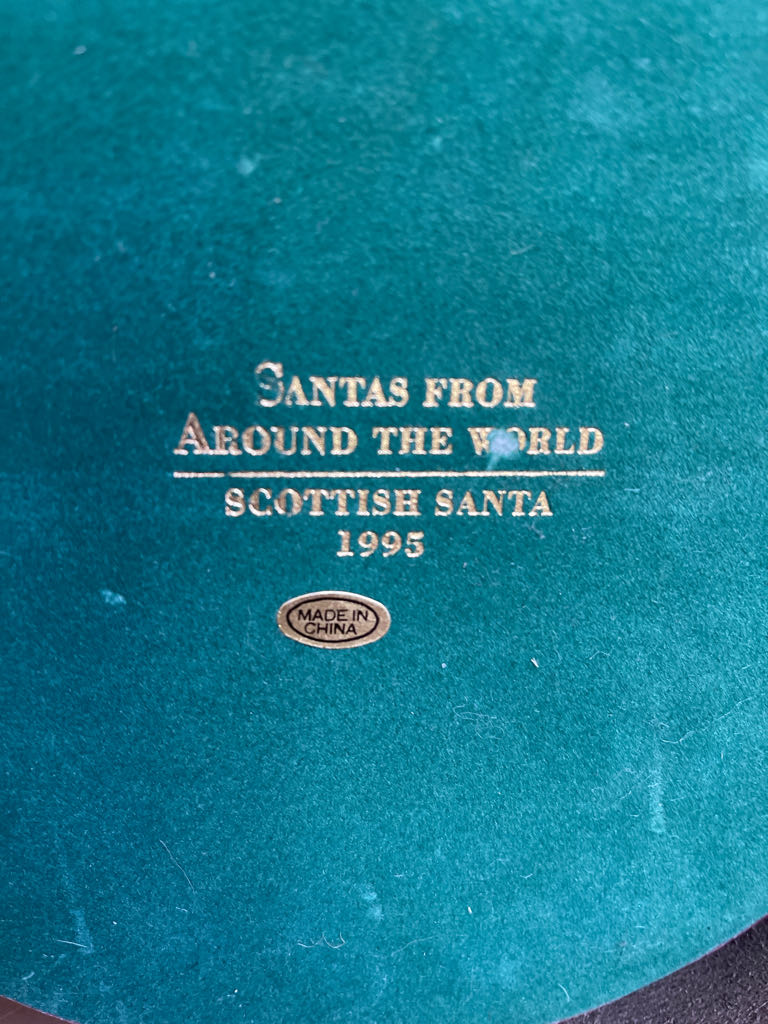 SANTAS FROM
AROUND THE WORLD
SCOTTISH SANTA
1995
MADE IN
CHINA